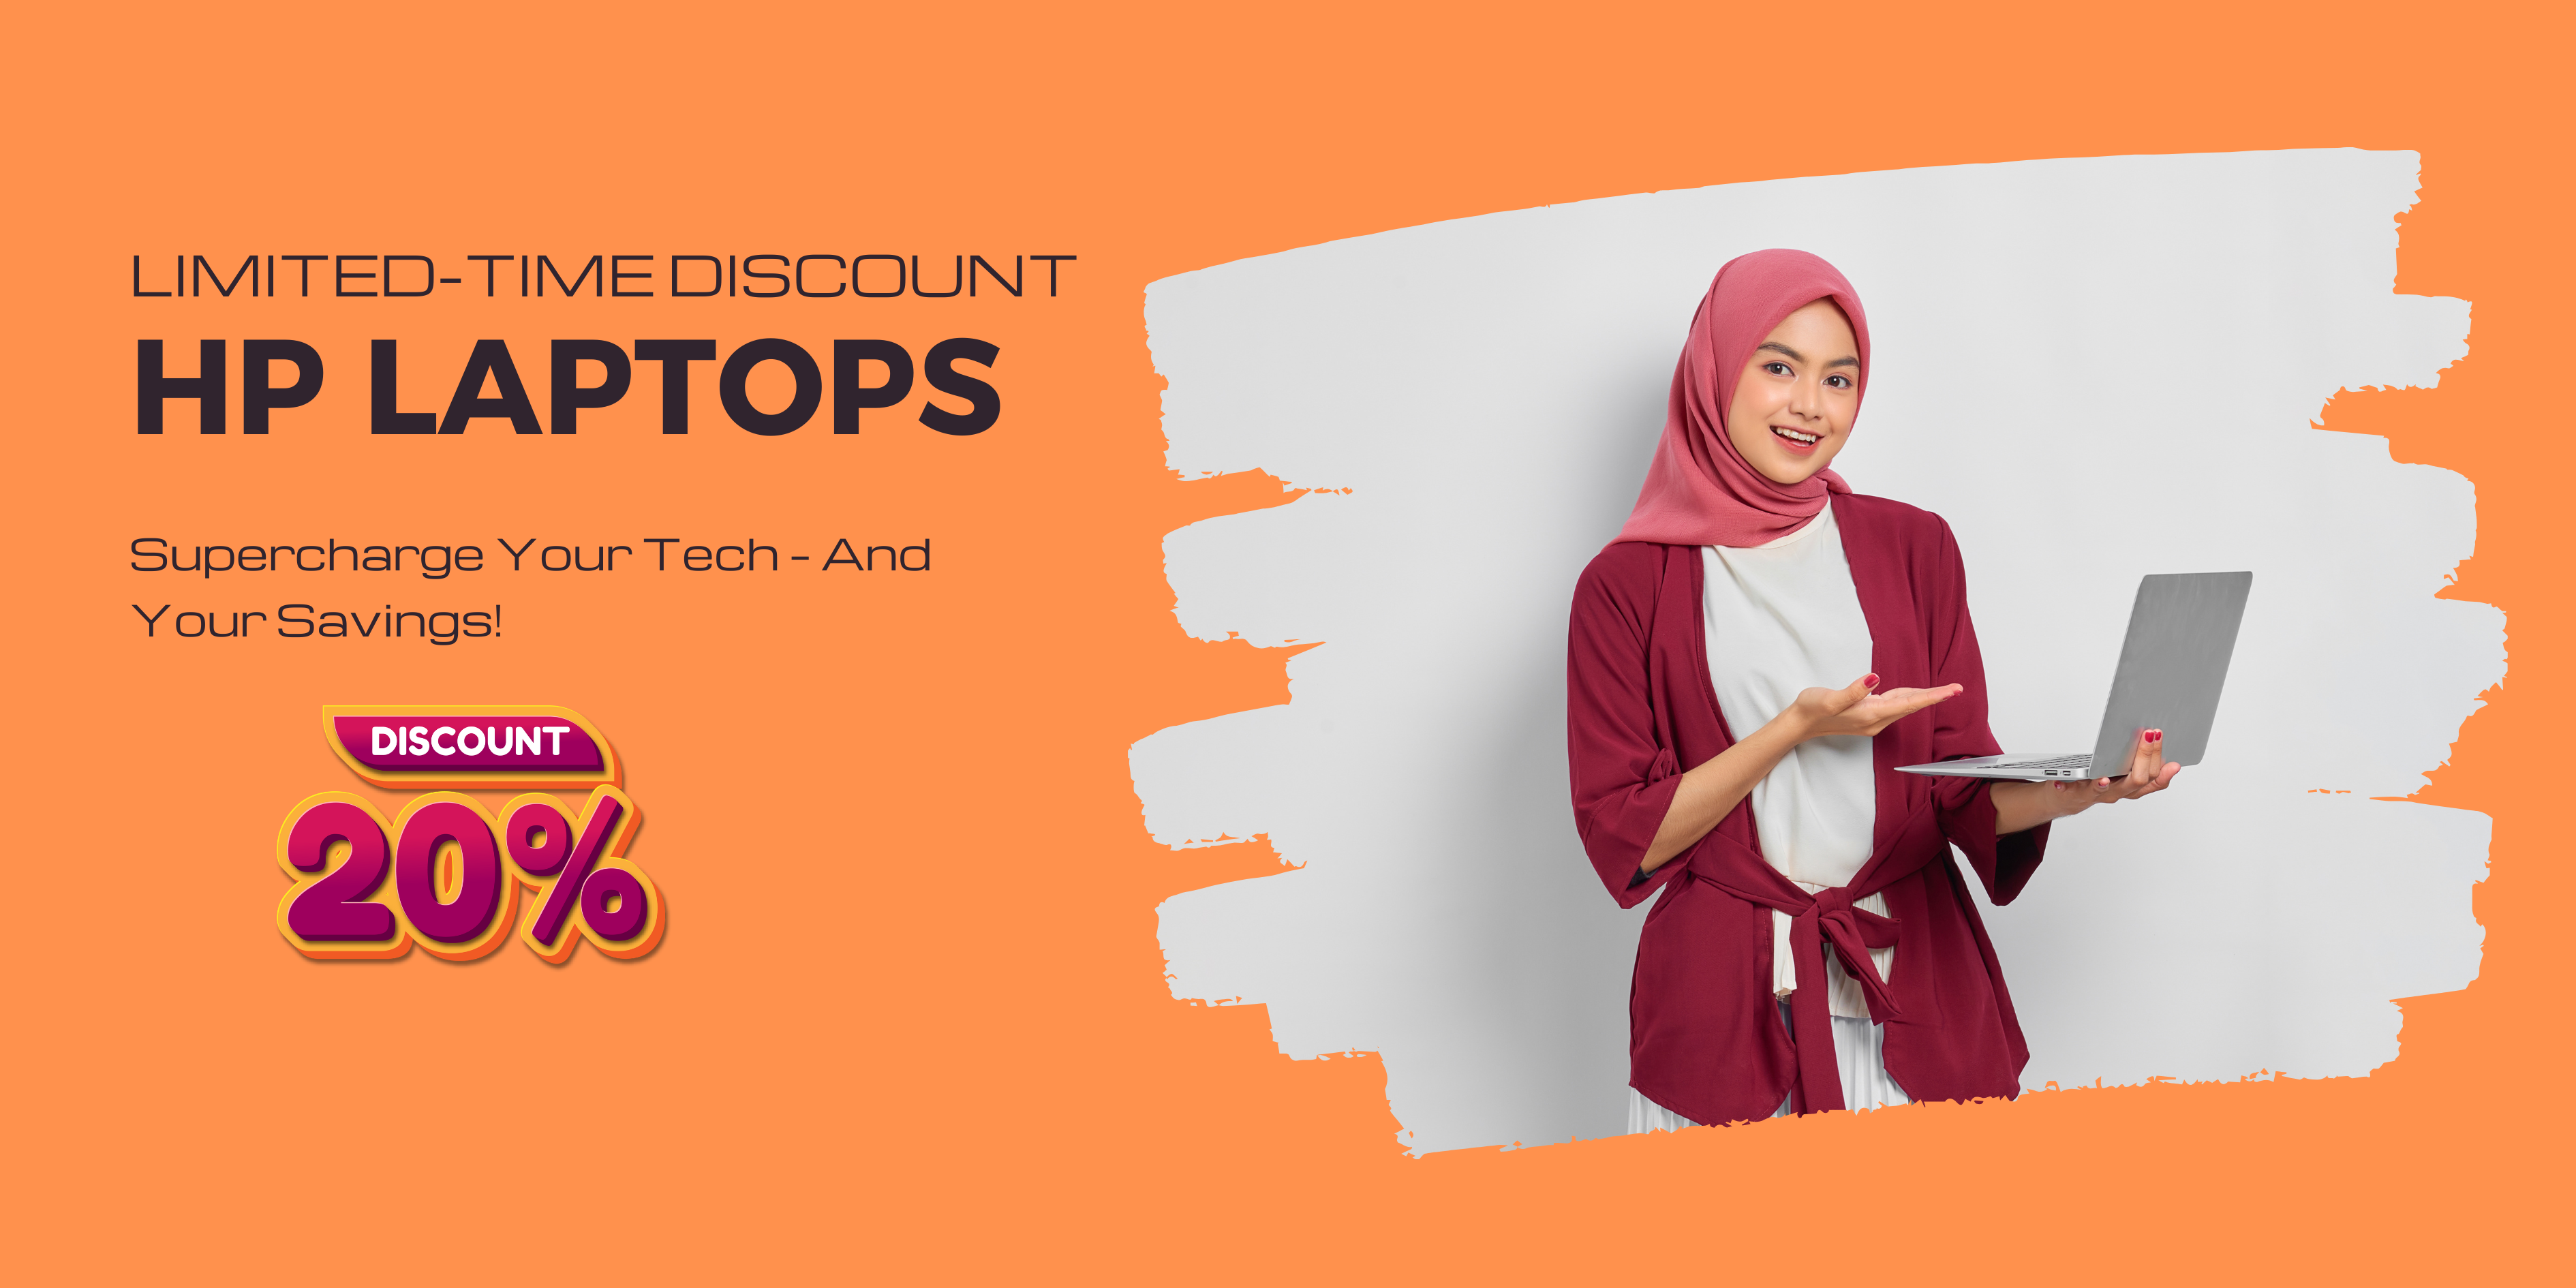 LIMITED-TIME DISCOUNT
HP LAPTOPS
Supercharge Your Tech - And
Your Savings!
DISCOUNT
20%